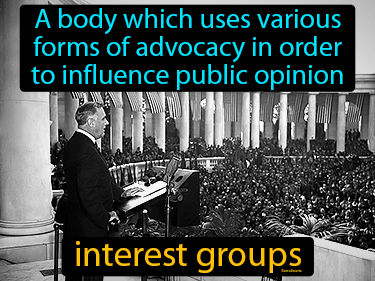 A body which uses various
forms of advocacy in order
to influence public opinion
interest groups